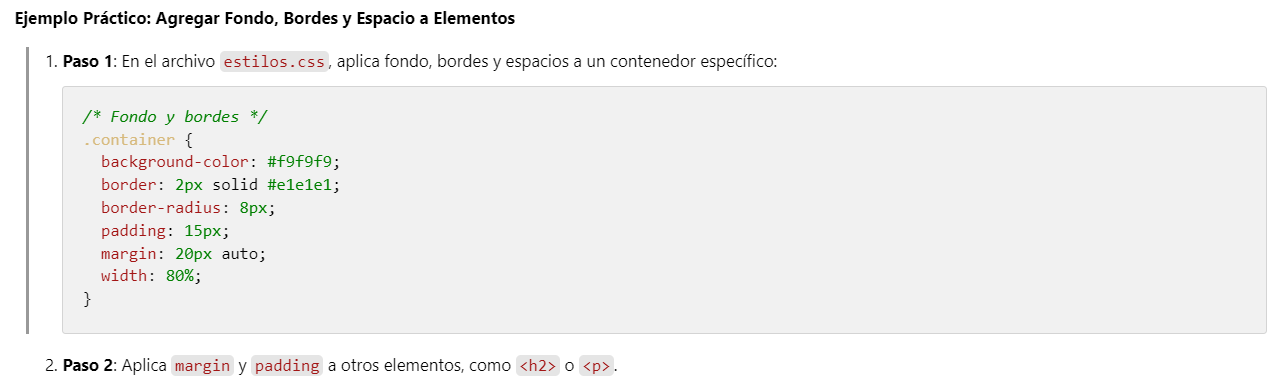 Ejemplo Práctico: Agregar Fondo, Bordes y Espacio a Elementos
1. Paso 1: En el archivo estilos.css, aplica fondo, bordes y espacios a un contenedor específico:
/* Fondo y bordes */
.container {
  background-color: #f9f9f9;
  border: 2px solid #e1e1e1;
  border-radius: 8px;
  padding: 15px;
  margin: 20px auto;
  width: 80%;
}
2. Paso 2: Aplica margin y padding a otros elementos, como <h2> o <p>.